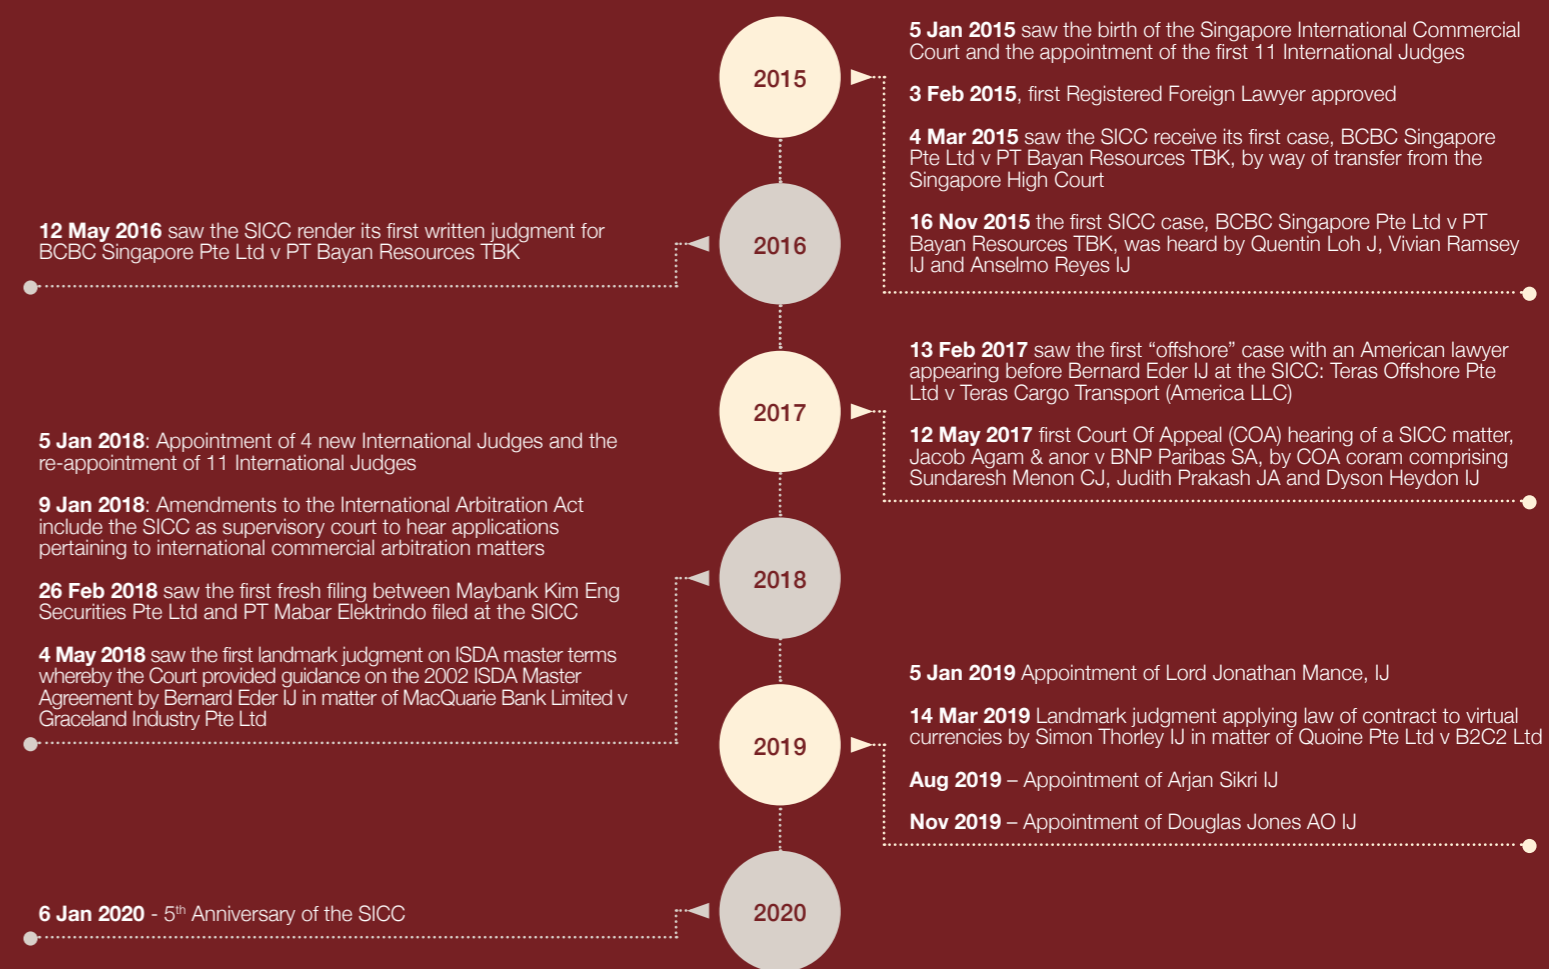 2015
5 Jan 2015 saw the birth of the Singapore International Commercial
Court and the appointment of the first 11 International Judges
3 Feb 2015, first Registered Foreign Lawyer approved
4 Mar 2015 saw the SICC receive its first case, BCBC Singapore
Pte Ltd v PT Bayan Resources TBK, by way of transfer from the
Singapore High Court
16 Nov 2015 the first SICC case, BCBC Singapore Pte Ltd v PT
Bayan Resources TBK, was heard by Quentin Loh J, Vivian Ramsey
IJ and Anselmo Reyes IJ
2016
12 May 2016 saw the SICC render its first written judgment for
BCBC Singapore Pte Ltd v PT Bayan Resources TBK
2017
13 Feb 2017 saw the first “offshore” case with an American lawyer
appearing before Bernard Eder IJ at the SICC: Teras Offshore Pte
Ltd v Teras Cargo Transport (America LLC)
12 May 2017 first Court Of Appeal (COA) hearing of a SICC matter,
Jacob Agam & anor v BNP Paribas SA, by COA coram comprising
Sundaresh Menon CJ, Judith Prakash JA and Dyson Heydon IJ
2018
5 Jan 2018: Appointment of 4 new International Judges and the
re-appointment of 11 International Judges
9 Jan 2018: Amendments to the International Arbitration Act
include the SICC as supervisory court to hear applications
pertaining to international commercial arbitration matters
26 Feb 2018 saw the first fresh filing between Maybank Kim Eng
Securities Pte Ltd and PT Mabar Elektrindo filed at the SICC
4 May 2018 saw the first landmark judgment on ISDA master terms
whereby the Court provided guidance on the 2002 ISDA Master
Agreement by Bernard Eder IJ in matter of MacQuarie Bank Limited v
Graceland Industry Pte Ltd
2019
5 Jan 2019 Appointment of Lord Jonathan Mance, IJ
14 Mar 2019 Landmark judgment applying law of contract to virtual
currencies by Simon Thorley IJ in matter of Quoine Pte Ltd v B2C2 Ltd
Aug 2019 – Appointment of Arjan Sikri IJ
Nov 2019 – Appointment of Douglas Jones AO IJ
2020
6 Jan 2020 - 5th Anniversary of the SICC